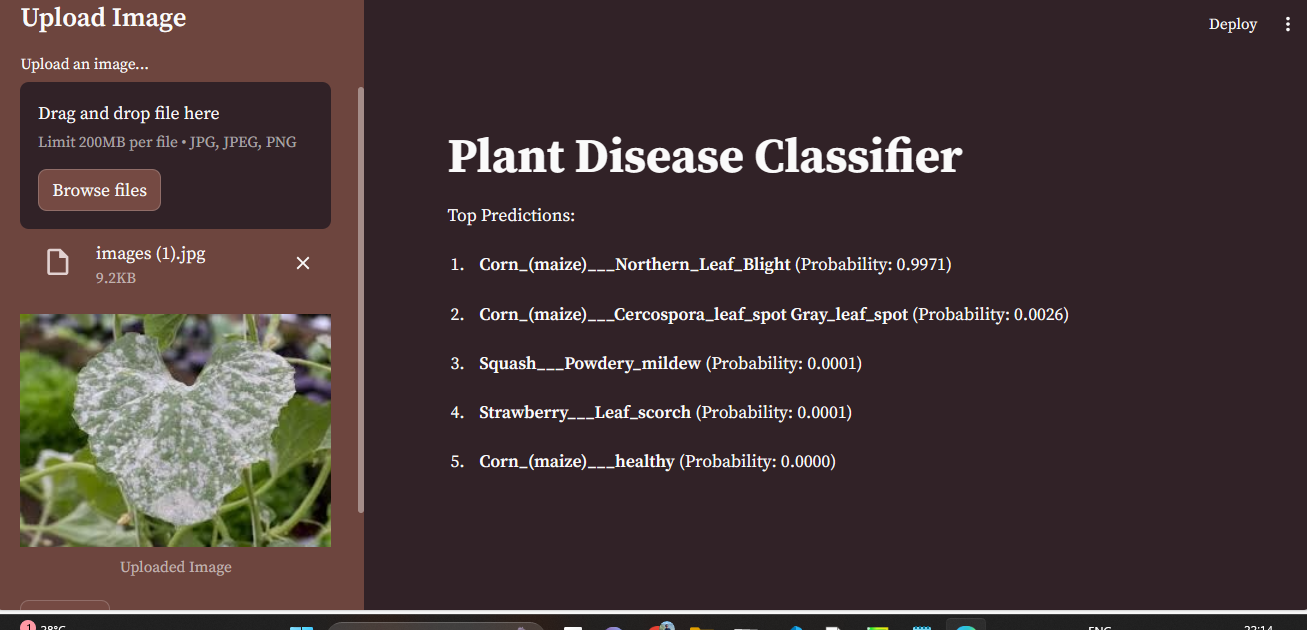 Upload Image
Upload an image...
Drag and drop file here
Limit 200MB per file • JPG, JPEG, PNG
Browse files
images (1).jpg
9.2KB
Uploaded Image
Deploy
Plant Disease Classifier
Top Predictions:
1. Corn_(maize)___Northern_Leaf_Blight (Probability: 0.9971)
2. Corn_(maize)___Cercospora_leaf_spot Gray_leaf_spot (Probability: 0.0026)
3. Squash___Powdery_mildew (Probability: 0.0001)
4. Strawberry___Leaf_scorch (Probability: 0.0001)
5. Corn_(maize)___healthy (Probability: 0.0000)
1
28°C
ENG
22:14